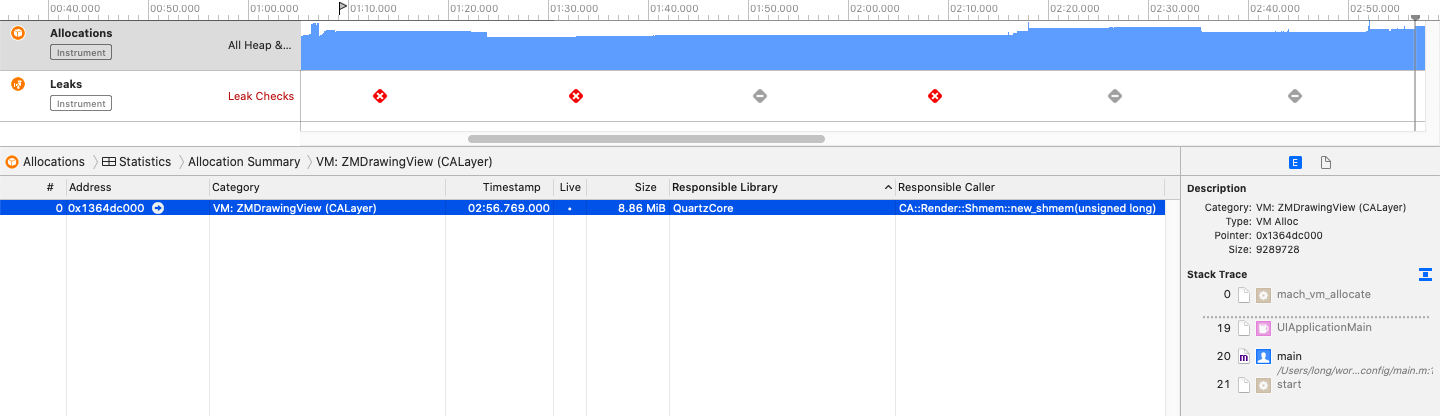 00:40.000 00:50.000 01:00.000 01:10.000 01:20.000 01:30.000 01:40.000 01:50.000 02:00.000 02:10.000 02:20.000 02:30.000 02:40.000 02:50.000
Allocations
Instrument
All Heap &...
Leaks
Instrument
Leak Checks
Allocations Statistics Allocation Summary VM: ZMDrawingView (CALayer)
E
# Address Category Timestamp Live Size Responsible Library Responsible Caller
0 0x1364dc000 VM: ZMDrawingView (CALayer) 02:56.769.000 • 8.86 MiB QuartzCore CA::Render::Shmem::new_shmem(unsigned long)
Description
Category: VM: ZMDrawingView (CALayer)
Type: VM Alloc
Pointer: 0x1364dc000
Size: 9289728
Stack Trace
0 mach_vm_allocate
19 UIApplicationMain
20 m main
/Users/long/wor...config/main.m:
21 start